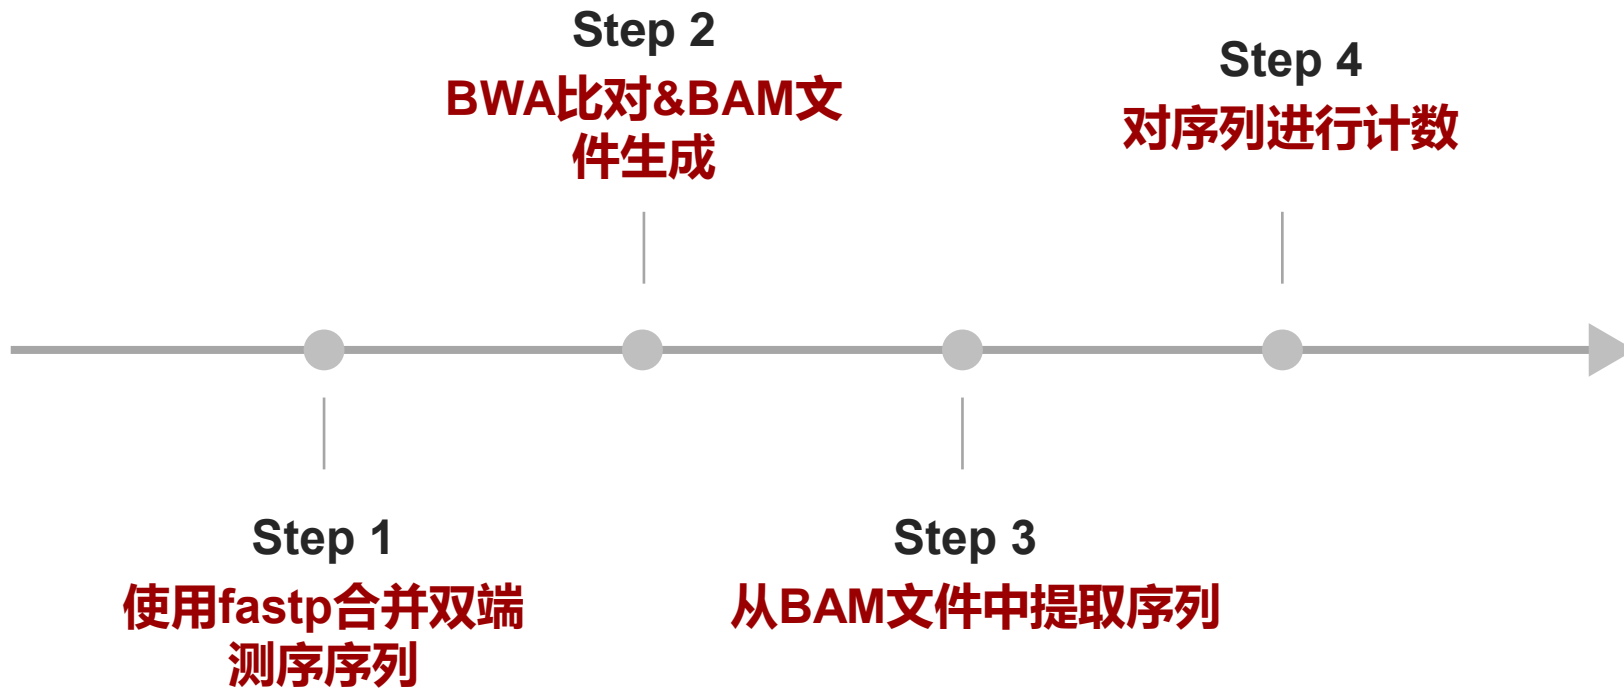 Step 1
使用fastp合并双端
测序序列
Step 2
BWA比对&BAM文
件生成
Step 3
从BAM文件中提取序列
Step 4
对序列进行计数